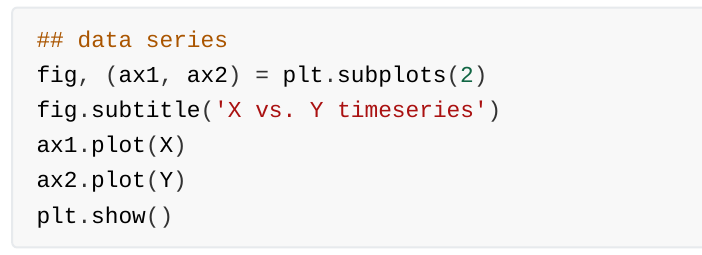 ## data series
fig, (ax1, ax2) = plt.subplots(2)
fig.subtitle('X vs. Y timeseries')
ax1.plot(X)
ax2.plot(Y)
plt.show()